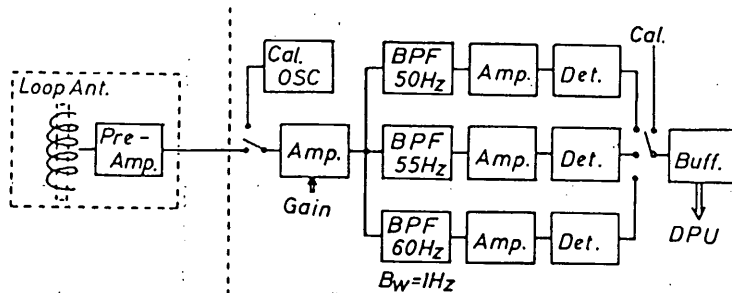 Loop Ant.
Pre-
Amp.
Cal.
OSC
Amp.
Gain
BPF
50Hz
Amp.
Det.
BPF
55Hz
Amp.
Det.
BPF
60Hz
Amp.
Det.
BW=1Hz
Cal.
Buff.
DPU